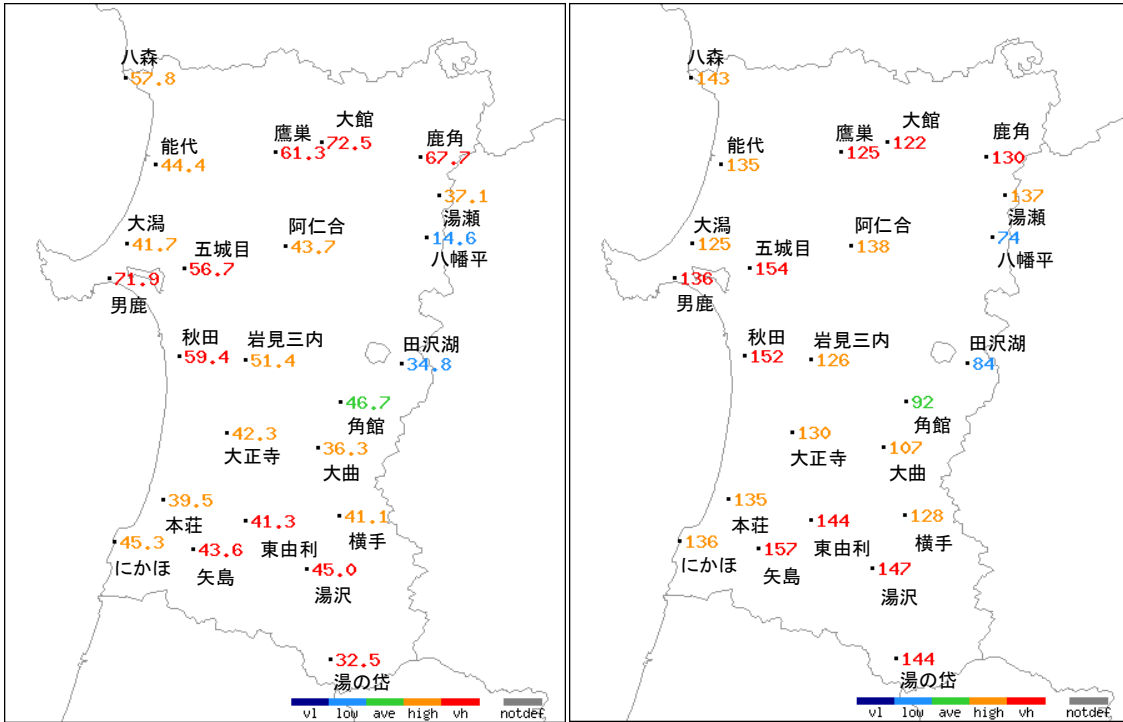 八森
57.8
大館
72.5
鷹巣
61.3
鹿角
67.7
能代
44.4
37.1
湯瀬
大潟
41.7
五城目
56.7
阿仁合
43.7
14.6
八幡平
71.9
男鹿
秋田
59.4
岩見三内
51.4
田沢湖
34.8
46.7
角館
42.3
大正寺
36.3
大曲
39.5
本荘
41.3
東由利
41.1
横手
45.3
にかほ
43.6
矢島
45.0
湯沢
32.5
湯の岱
vl low ave high vh notdef
八森
143
大館
122
鷹巣
125
鹿角
130
能代
135
137
湯瀬
大潟
125
五城目
154
阿仁合
138
74
八幡平
136
男鹿
秋田
152
岩見三内
126
田沢湖
84
92
角館
130
大正寺
107
大曲
135
本荘
144
東由利
128
横手
136
にかほ
157
矢島
147
湯沢
144
湯の岱
vl low ave high vh notdef